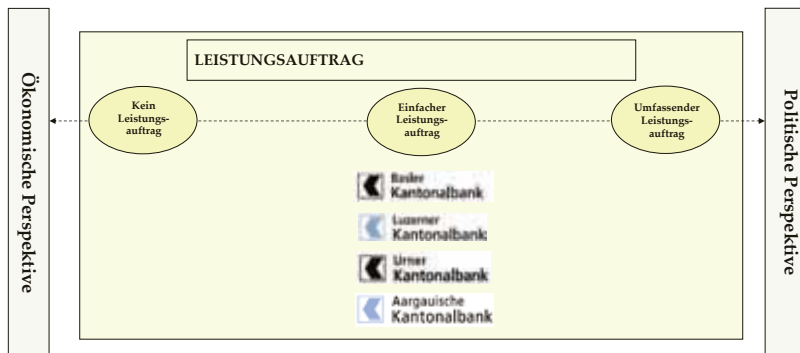 Ökonomische Perspektive
LEISTUNGSAUFTRAG
Kein
Leistungs-
auftrag
Einfacher
Leistungs-
auftrag
Umfassender
Leistungs-
auftrag
Basler
Kantonalbank
Luzerner
Kantonalbank
Urner
Kantonalbank
Aargauische
Kantonalbank
Politische Perspektive